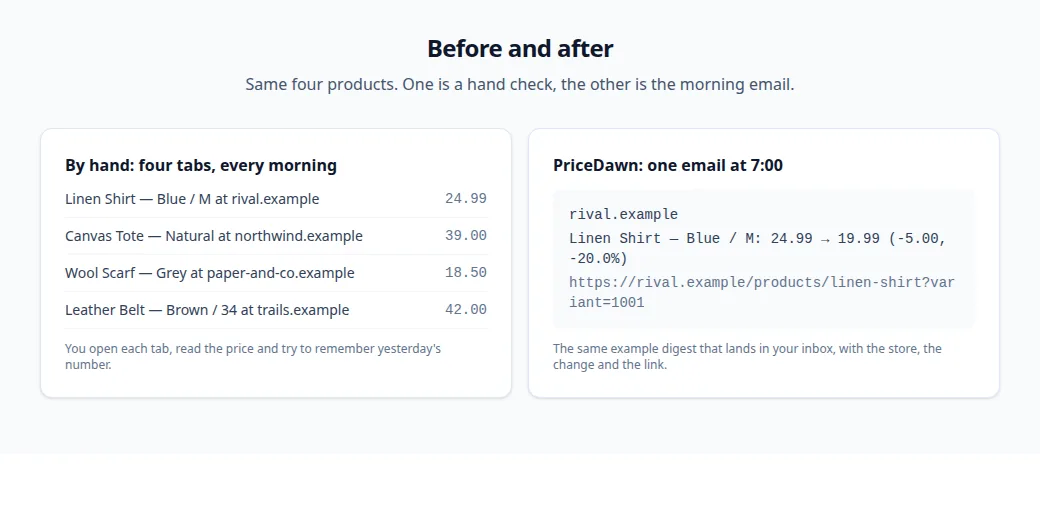 Before and after
Same four products. One is a hand check, the other is the morning email.
By hand: four tabs, every morning
Linen Shirt — Blue / M at rival.example 24.99
Canvas Tote — Natural at northwind.example 39.00
Wool Scarf — Grey at paper-and-co.example 18.50
Leather Belt — Brown / 34 at trails.example 42.00
You open each tab, read the price and try to remember yesterday's
number.
PriceDawn: one email at 7:00
rival.example
Linen Shirt — Blue / M: 24.99 → 19.99 (-5.00,
-20.0%)
https://rival.example/products/linen-shirt?var
iant=1001
The same example digest that lands in your inbox, with the store, the
change and the link.